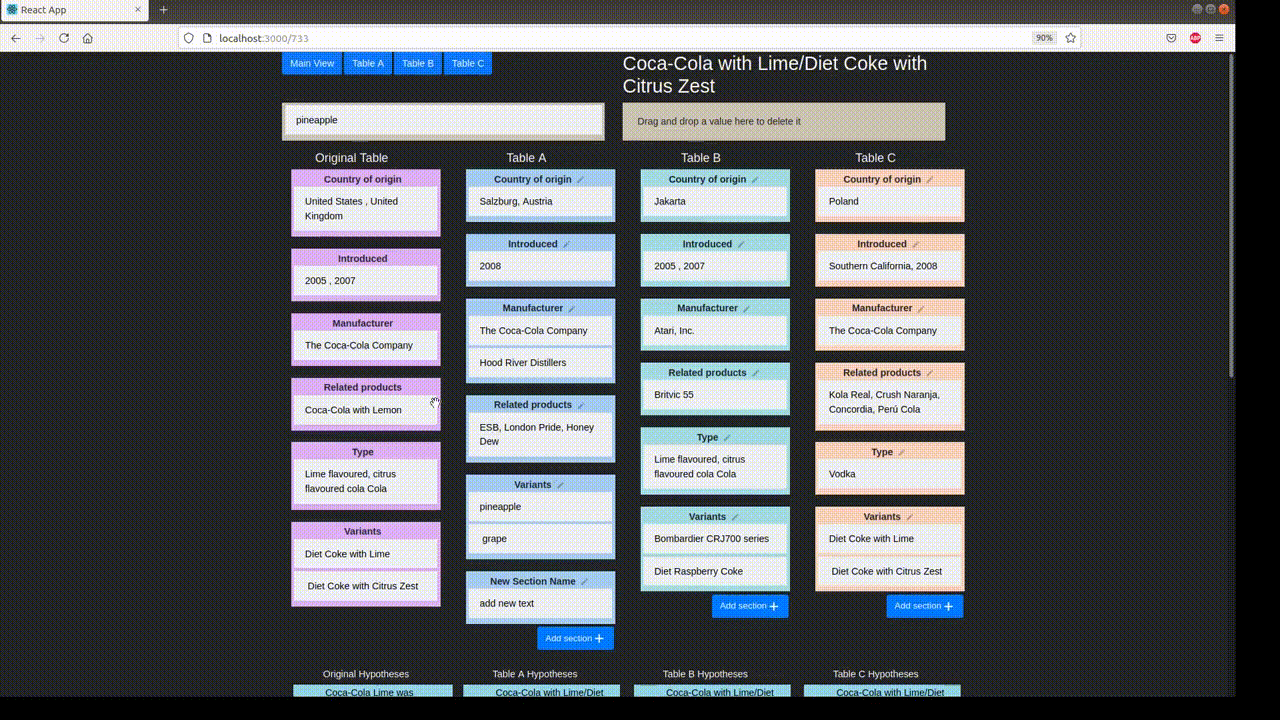 React App
localhost:3000/733
90%
ABP
Main View
Table A
Table B
Table C
Coca-Cola with Lime/Diet Coke with
Citrus Zest
pineapple
Drag and drop a value here to delete it
Original Table
Country of origin
United States , United
Kingdom
Introduced
2005 , 2007
Manufacturer
The Coca-Cola Company
Related products
Coca-Cola with Lemon
Type
Lime flavoured, citrus
flavoured cola Cola
Variants
Diet Coke with Lime
Diet Coke with Citrus Zest
Table A
Country of origin
Salzburg, Austria
Introduced
2008
Manufacturer
The Coca-Cola Company
Hood River Distillers
Related products
ESB, London Pride, Honey
Dew
Variants
pineapple
grape
New Section Name
add new text
Add section
Table B
Country of origin
Jakarta
Introduced
2005 , 2007
Manufacturer
Atari, Inc.
Related products
Britvic 55
Type
Lime flavoured, citrus
flavoured cola Cola
Variants
Bombardier CRJ700 series
Diet Raspberry Coke
Add section
Table C
Country of origin
Poland
Introduced
Southern California, 2008
Manufacturer
The Coca-Cola Company
Related products
Kola Real, Crush Naranja,
Concordia, Perú Cola
Type
Vodka
Variants
Diet Coke with Lime
Diet Coke with Citrus Zest
Add section
Original Hypotheses
Table A Hypotheses
Table B Hypotheses
Table C Hypotheses
Coca-Cola Lime was
Coca-Cola with Lime/Diet
Coca-Cola with Lime/Diet
Coca-Cola with Lime/Diet